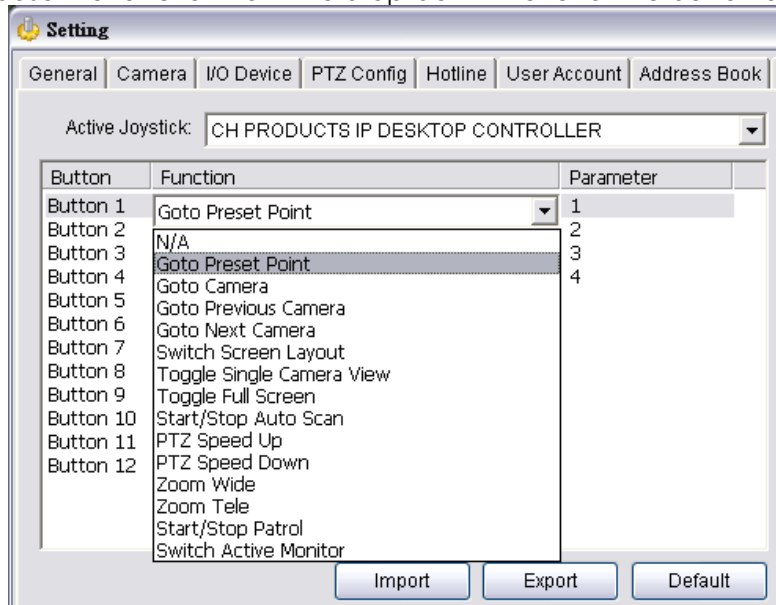 Setting
General Camera I/O Device PTZ Config Hotline User Account Address Book
Active Joystick: CH PRODUCTS IP DESKTOP CONTROLLER
Button Function Parameter
Button 1 Goto Preset Point 1
Button 2 N/A 2
Button 3 Goto Preset Point 3
Button 4 Goto Camera 4
Button 5 Goto Previous Camera
Button 6 Goto Next Camera
Button 7 Switch Screen Layout
Button 8 Toggle Single Camera View
Button 9 Toggle Full Screen
Button 10 Start/Stop Auto Scan
Button 11 PTZ Speed Up
Button 12 PTZ Speed Down
Zoom Wide
Zoom Tele
Start/Stop Patrol
Switch Active Monitor
Import Export Default